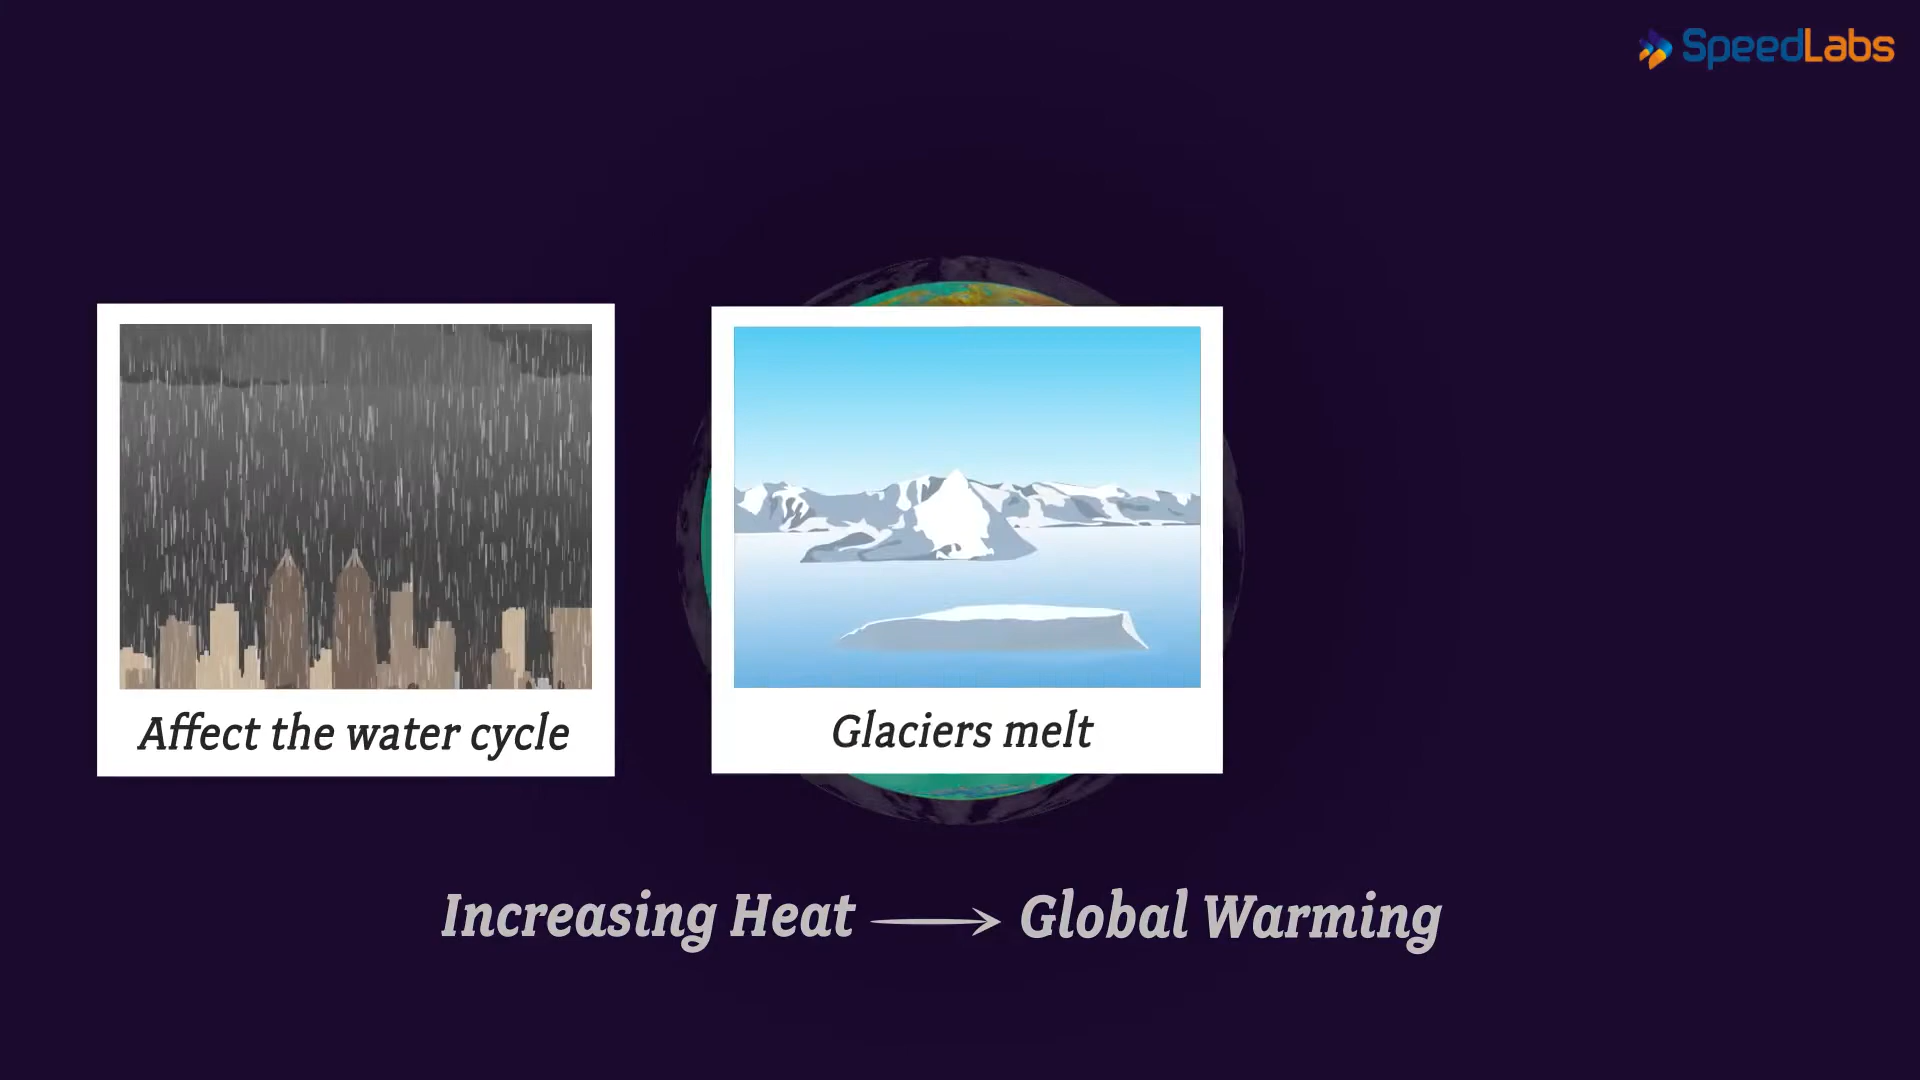 SpeedLabs
Affect the water cycle
Glaciers melt
Increasing Heat → Global Warming